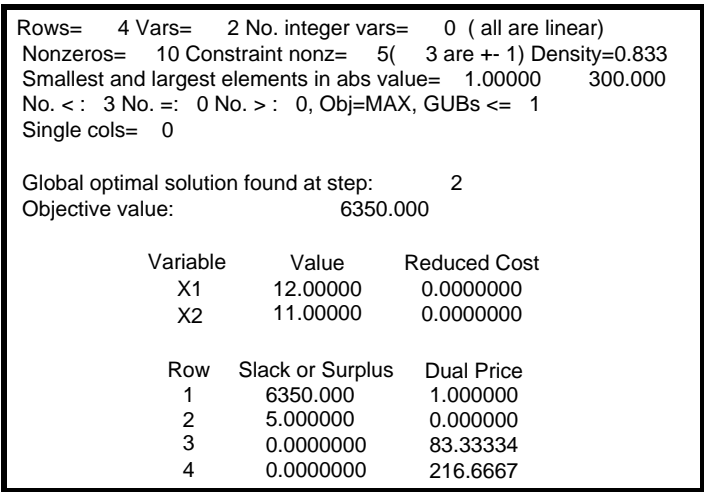 Rows= 4 Vars= 2 No. integer vars= 0 ( all are linear)
Nonzeros= 10 Constraint nonz= 5( 3 are +- 1) Density=0.833
Smallest and largest elements in abs value= 1.00000 300.000
No. < : 3 No. =: 0 No. > : 0, Obj=MAX, GUBs <= 1
Single cols= 0
Global optimal solution found at step: 2
Objective value: 6350.000
Variable Value Reduced Cost
X1 12.00000 0.0000000
X2 11.00000 0.0000000
Row Slack or Surplus Dual Price
1 6350.000 1.000000
2 5.000000 0.000000
3 0.0000000 83.33334
4 0.0000000 216.6667